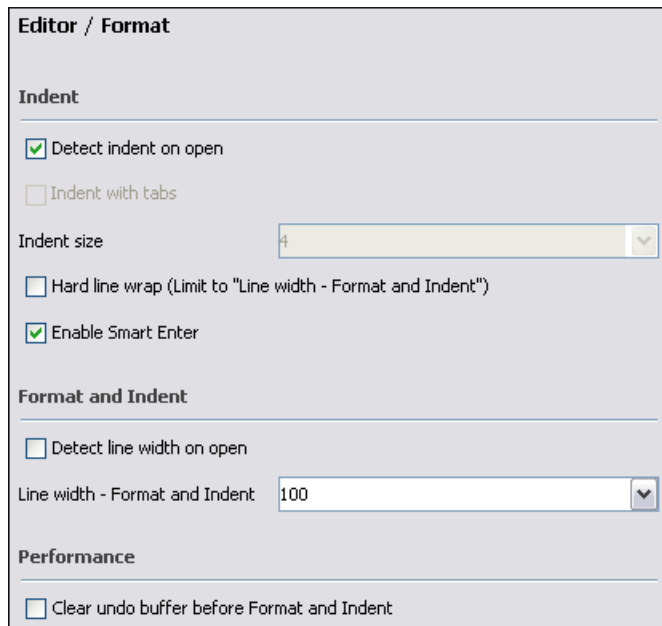 Editor / Format
Indent
Detect indent on open
Indent with tabs
Indent size 4
Hard line wrap (Limit to "Line width - Format and Indent")
Enable Smart Enter
Format and Indent
Detect line width on open
Line width - Format and Indent 100
Performance
Clear undo buffer before Format and Indent